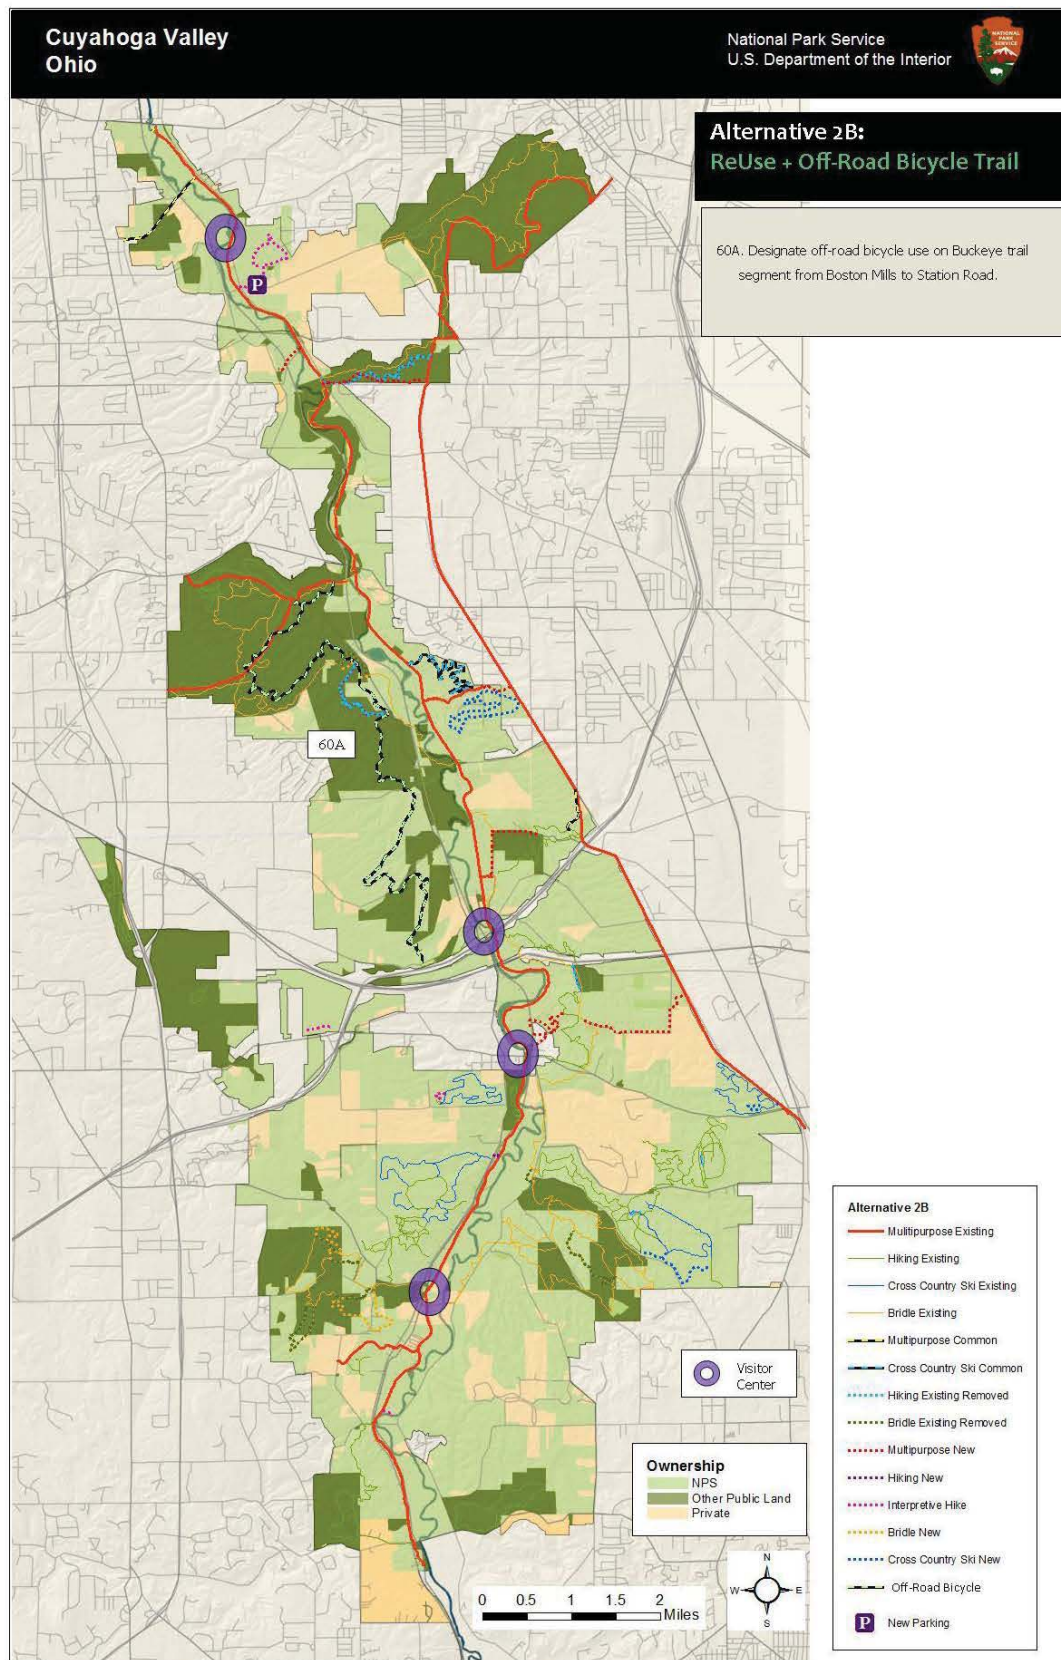 Cuyahoga Valley
Ohio
National Park Service
U.S. Department of the Interior
NATIONAL
PARK
SERVICE
Alternative 2B:
ReUse + Off-Road Bicycle Trail
60A. Designate off-road bicycle use on Buckeye trail
segment from Boston Mills to Station Road.
P
60A
Visitor
Center
Ownership
NPS
Other Public Land
Private
N
W E
S
0 0.5 1 1.5 2
Miles
Alternative 2B
Mulitipurpose Existing
Hiking Existing
Cross Country Ski Existing
Bridle Existing
Multipurpose Common
Cross Country Ski Common
Hiking Existing Removed
Bridle Existing Removed
Multipurpose New
Hiking New
Interpretive Hike
Bridle New
Cross Country Ski New
Off-Road Bicycle
P New Parking